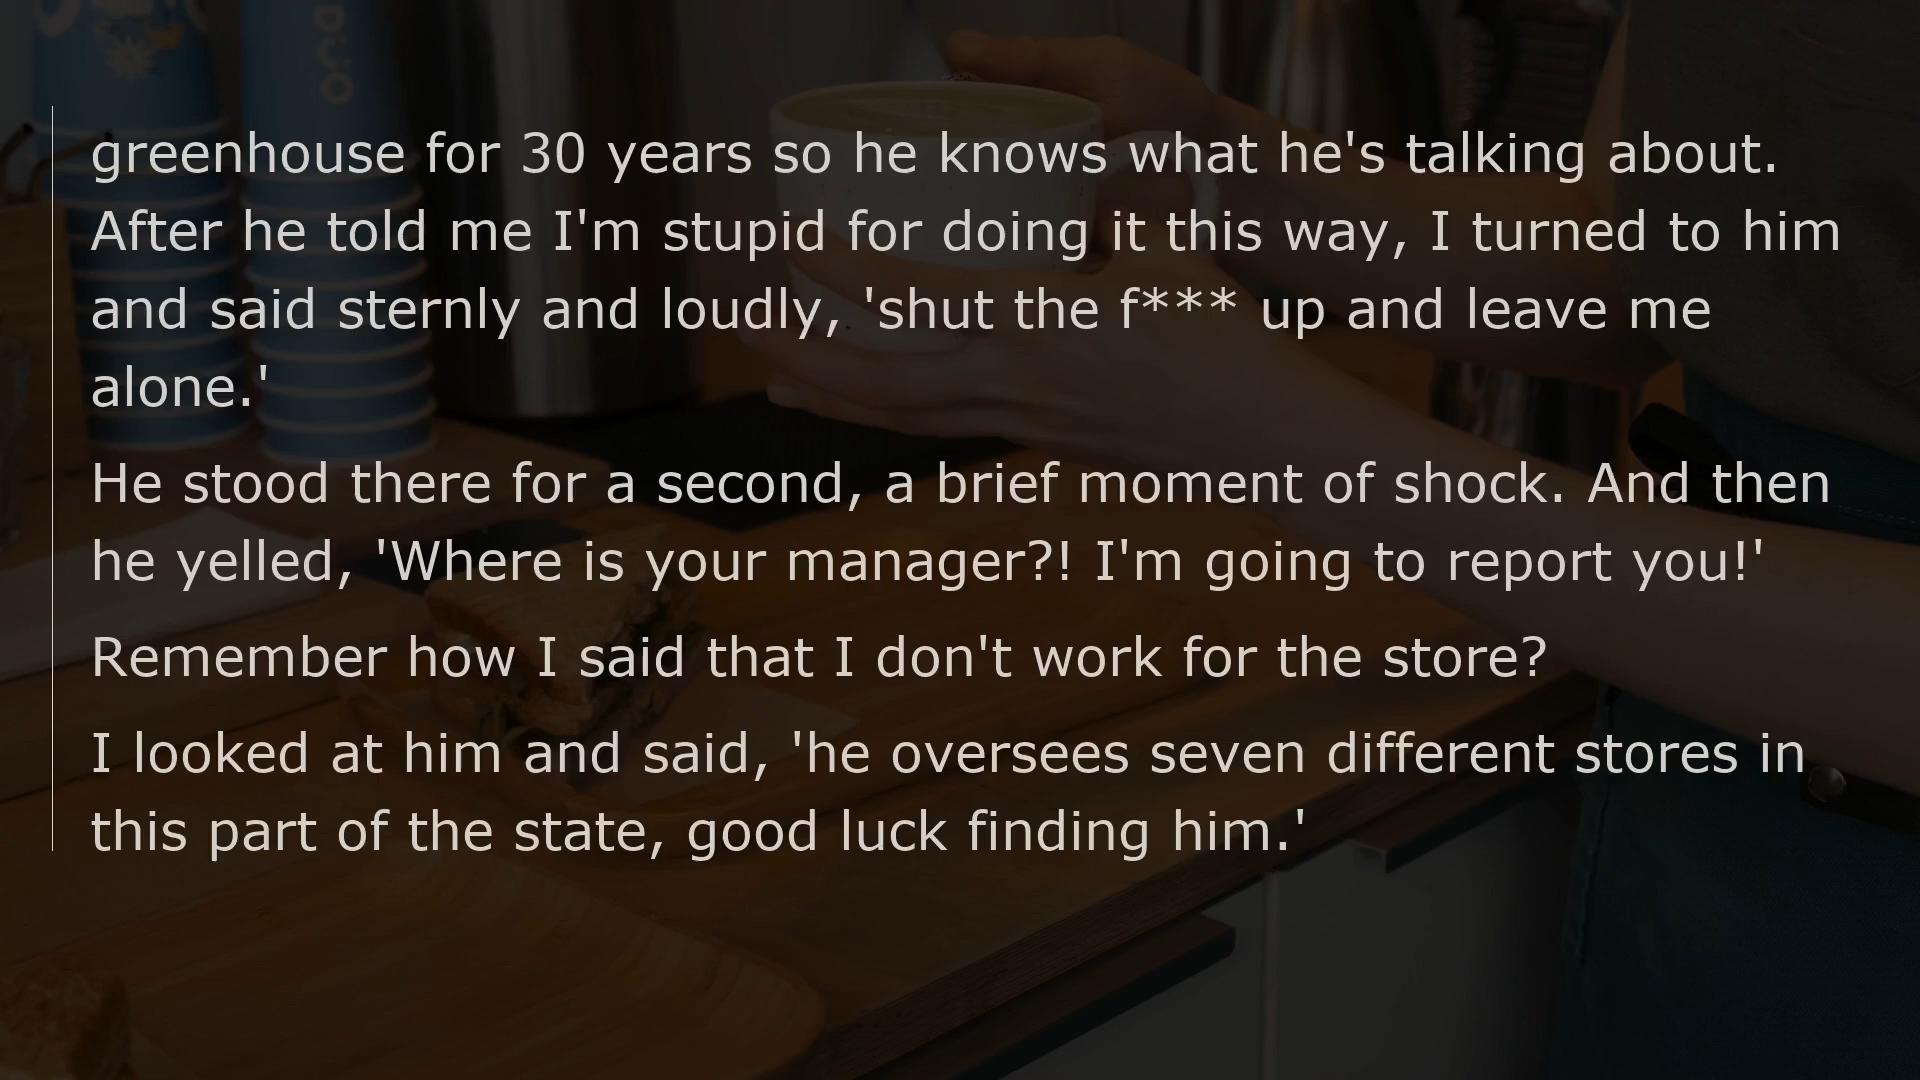 DUO
greenhouse for 30 years so he knows what he's talking about.
After he told me I'm stupid for doing it this way, I turned to him
and said sternly and loudly, 'shut the f*** up and leave me
alone.'
He stood there for a second, a brief moment of shock. And then
he yelled, 'Where is your manager?! I'm going to report you!'
Remember how I said that I don't work for the store?
I looked at him and said, 'he oversees seven different stores in
this part of the state, good luck finding him.'